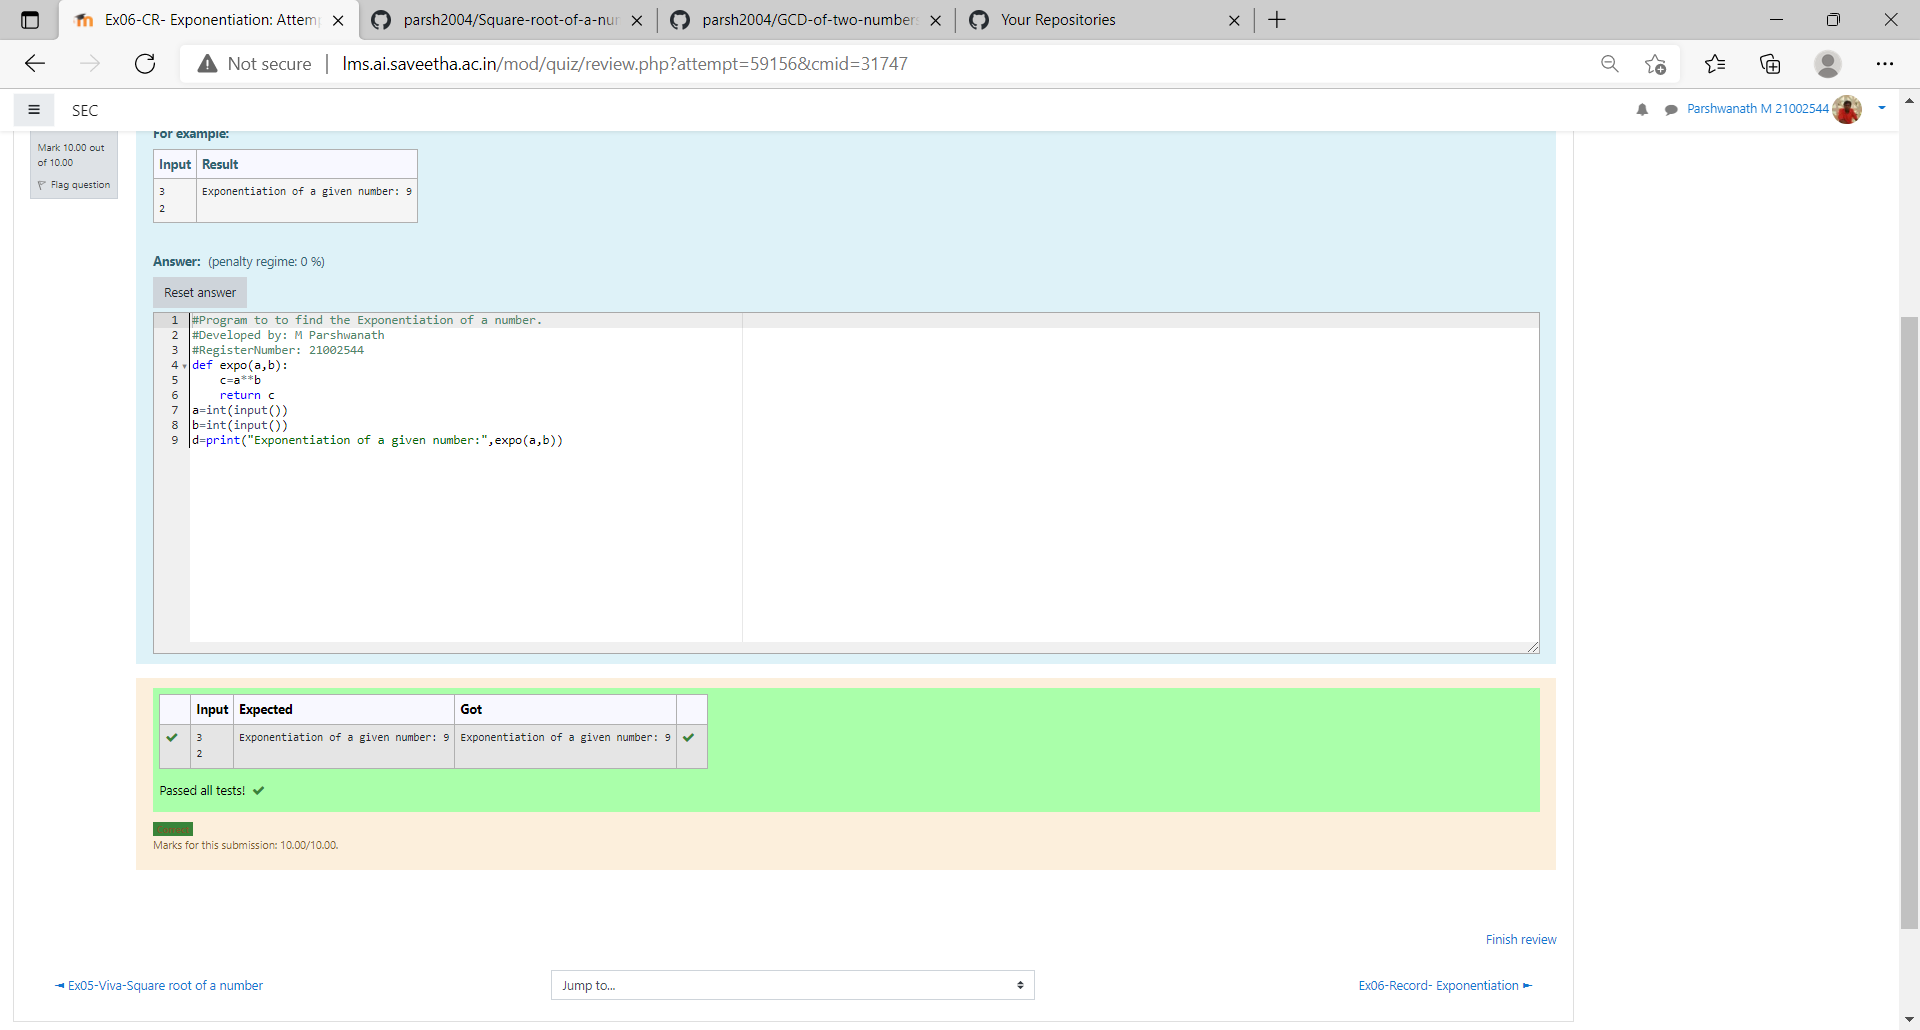 Ex06-CR- Exponentiation: Attem
parsh2004/Square-root-of-a-nu
parsh2004/GCD-of-two-numbers
Your Repositories
Not secure
lms.ai.saveetha.ac.in/mod/quiz/review.php?attempt=59156&cmid=31747
SEC
Parshwanath M 21002544
Mark 10.00 out
of 10.00
Flag question
For example:
Input Result
3 Exponentiation of a given number: 9
2
Answer: (penalty regime: 0 %)
Reset answer
1 #Program to to find the Exponentiation of a number.
2 #Developed by: M Parshwanath
3 #RegisterNumber: 21002544
4 def expo(a,b):
5 c=a**b
6 return c
7 a=int(input())
8 b=int(input())
9 d=print("Exponentiation of a given number:",expo(a,b))
Input Expected Got
3 Exponentiation of a given number: 9 Exponentiation of a given number: 9
2
Passed all tests!
Correct
Marks for this submission: 10.00/10.00.
Finish review
◄ Ex05-Viva-Square root of a number
Jump to...
Ex06-Record- Exponentiation ►